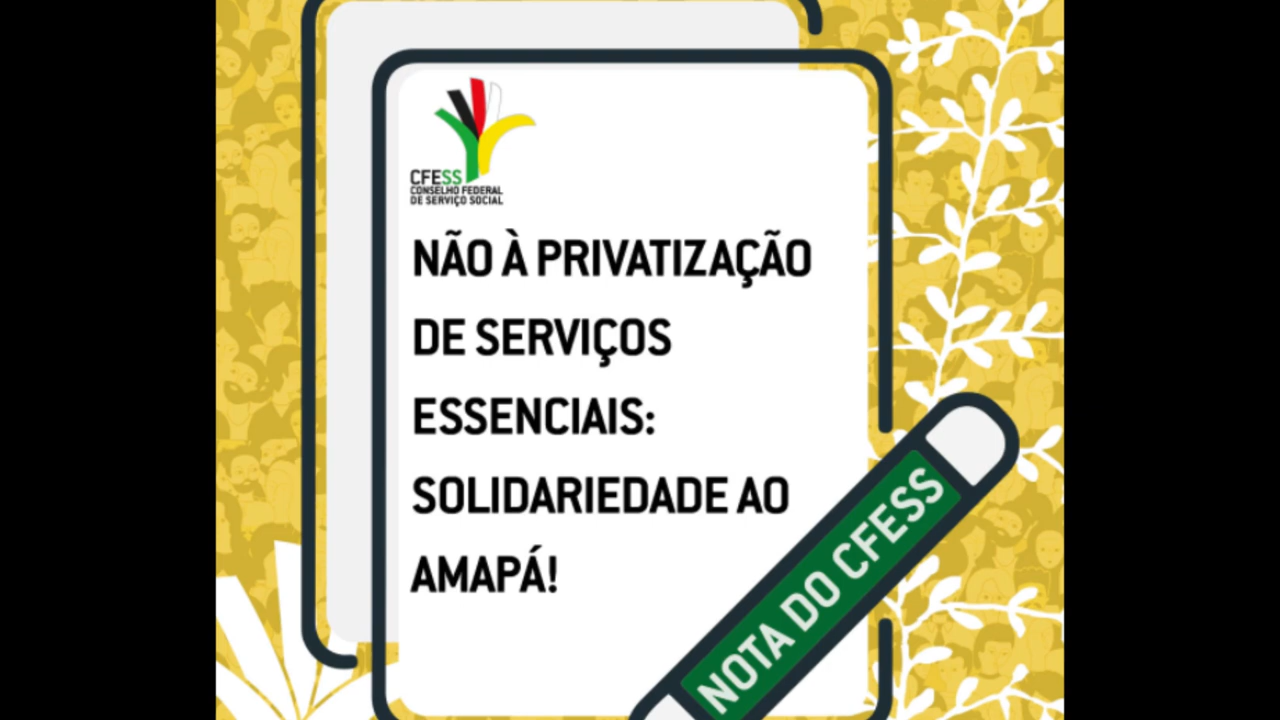 CFESS
CONSELHO FEDERAL
DE SERVIÇO SOCIAL
NÃO À PRIVATIZAÇÃO
DE SERVIÇOS
ESSENCIAIS:
SOLIDARIEDADE AO
AMAPÁ!
NOTA DO CFESS